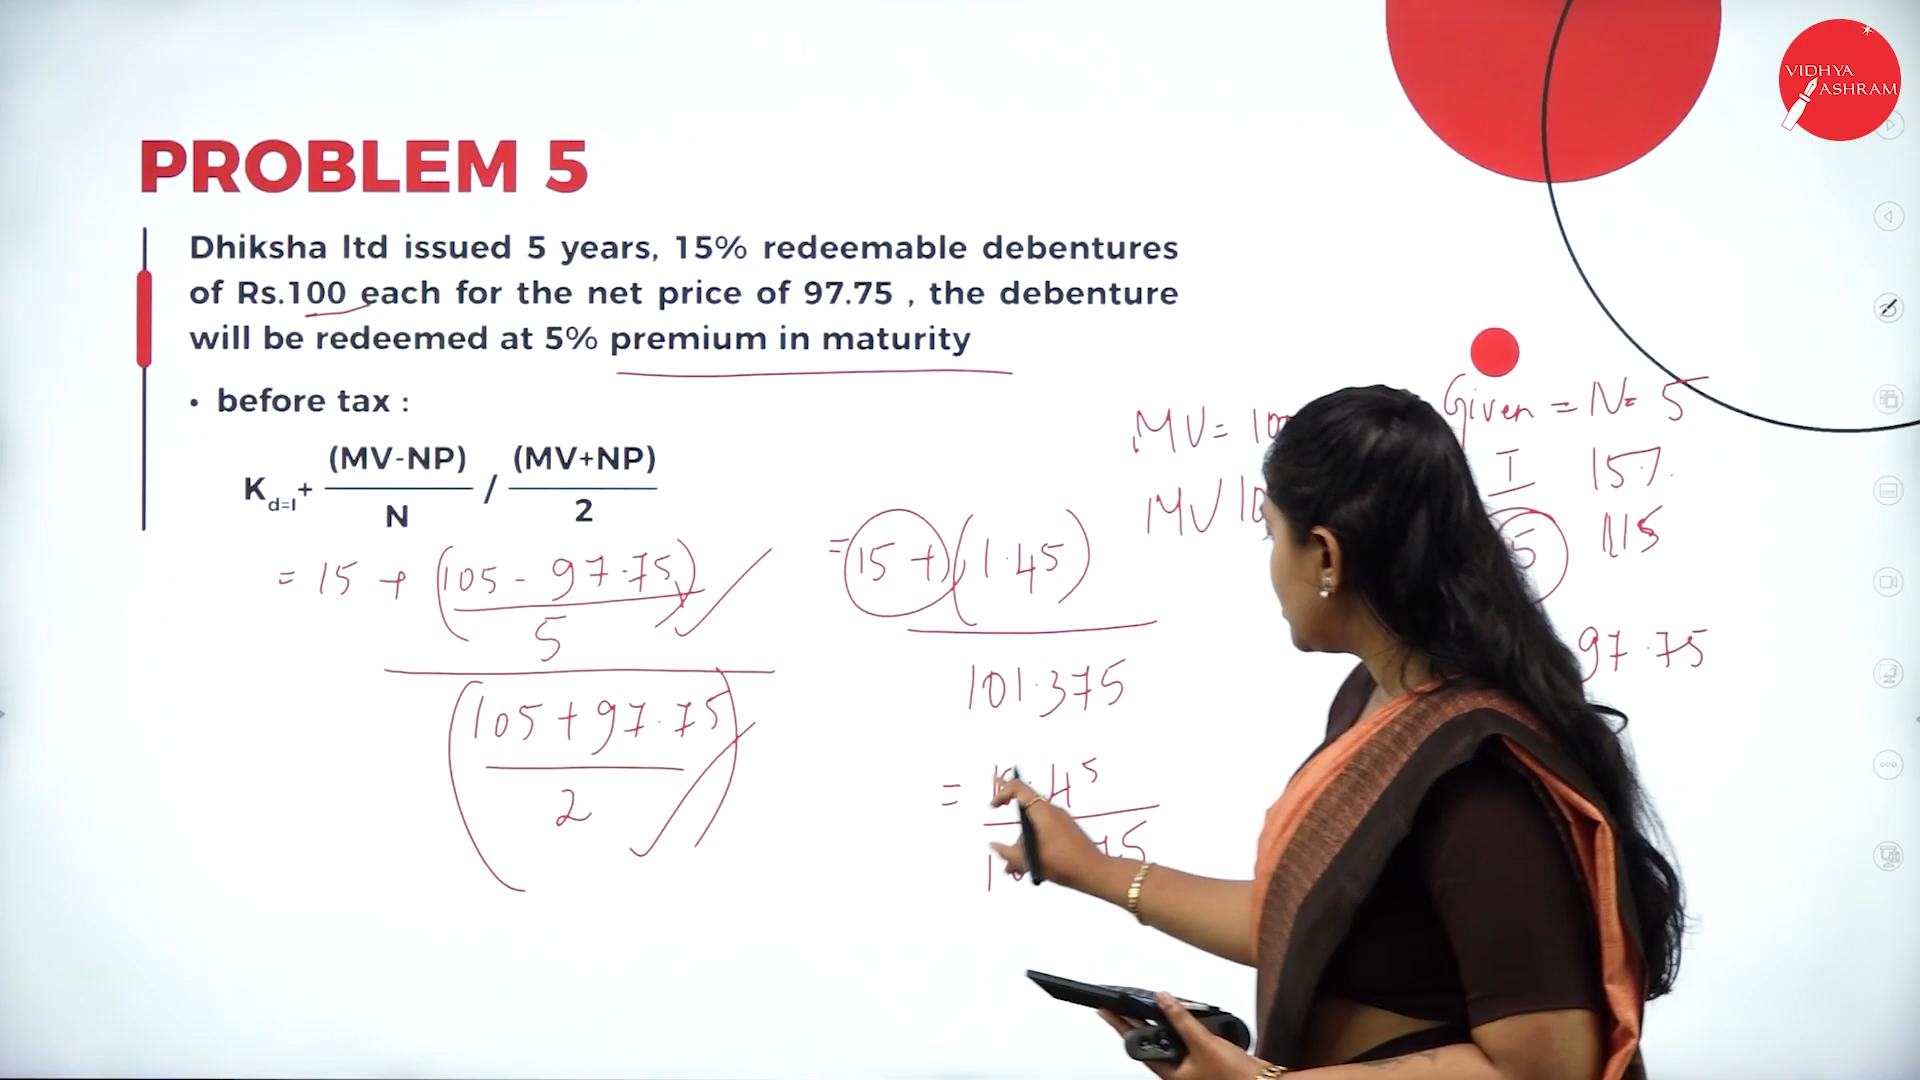 VIDHYA
ASHRAM
PROBLEM 5
Dhiksha ltd issued 5 years, 15% redeemable debentures
of Rs.100 each for the net price of 97.75 , the debenture
will be redeemed at 5% premium in maturity
• before tax :
K d=I + (MV-NP) / (MV+NP)
N 2
= 15 + (105 - 97.75)
5
(105 + 97.75)
2
= 15 + (1.45)
101.375
=
MV = 
MV
Given = N = 5
I 15%
115
97.75